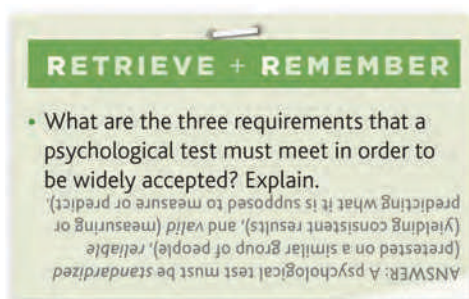 RETRIEVE + REMEMBER
• What are the three requirements that a
psychological test must meet in order to
be widely accepted? Explain.
ANSWER: A psychological test must be standardized
(pretested on a similar group of people), reliable
(yielding consistent results), and valid (measuring or
predicting what it is supposed to measure or predict).